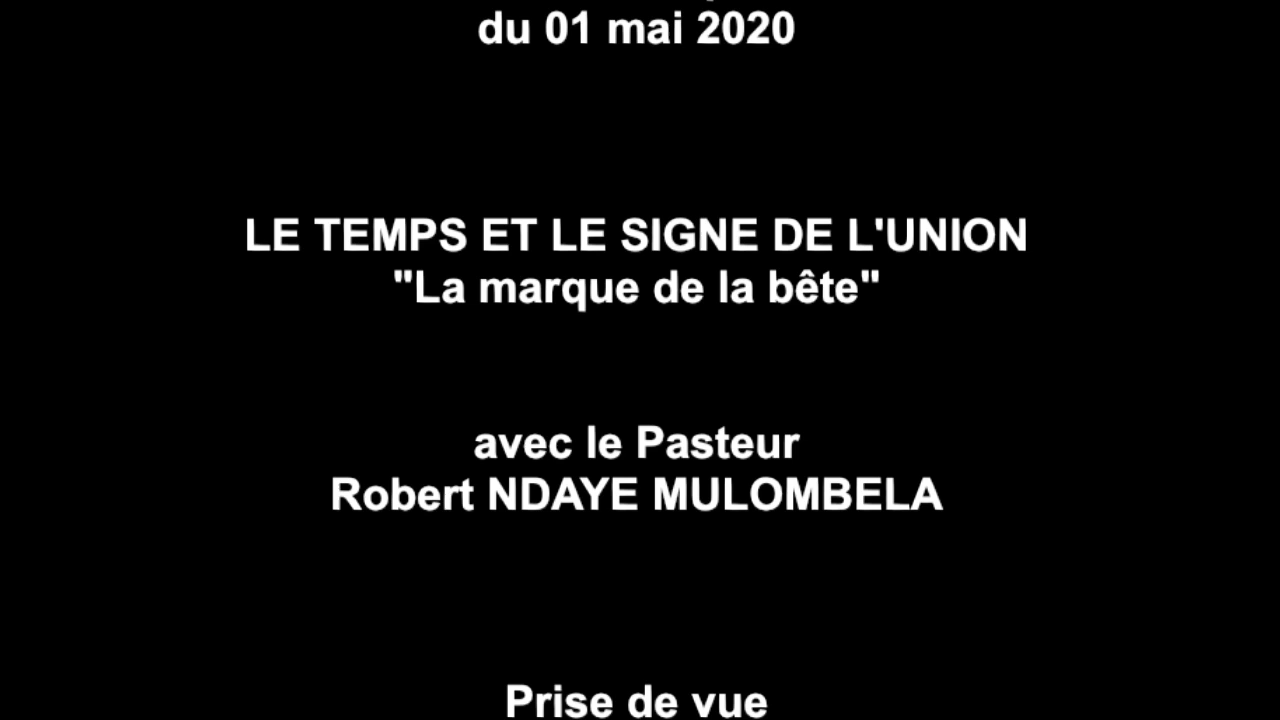 du 01 mai 2020
LE TEMPS ET LE SIGNE DE L'UNION
"La marque de la bête"
avec le Pasteur
Robert NDAYE MULOMBELA
Prise de vue